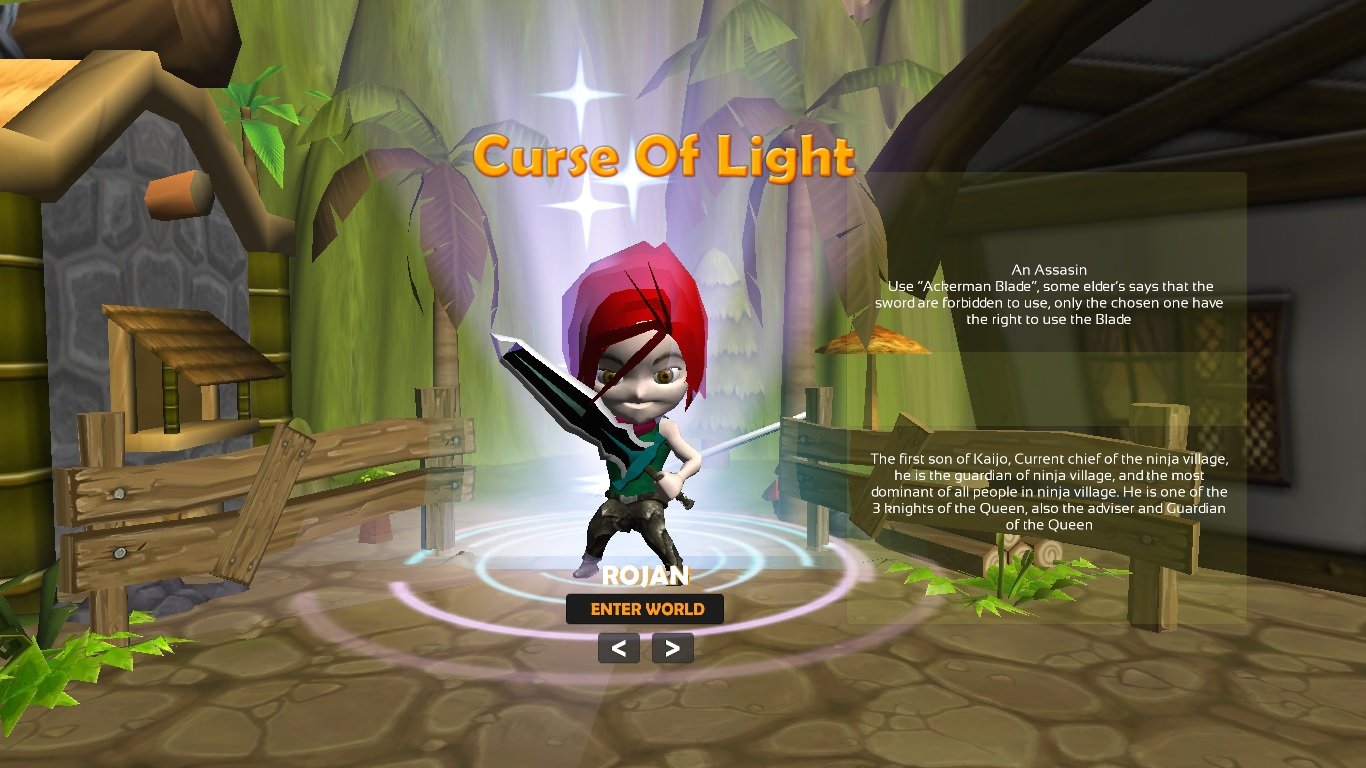 Curse Of Light
An Assasin
Use "Ackerman Blade", some elder's says that the
sword are forbidden to use, only the chosen one have
the right to use the Blade
The first son of Kaijo, Current chief of the ninja village,
he is the guardian of ninja village, and the most
dominant of all people in ninja village. He is one of the
3 knights of the Queen, also the adviser and Guardian
of the Queen
ROJAN
ENTER WORLD
< >